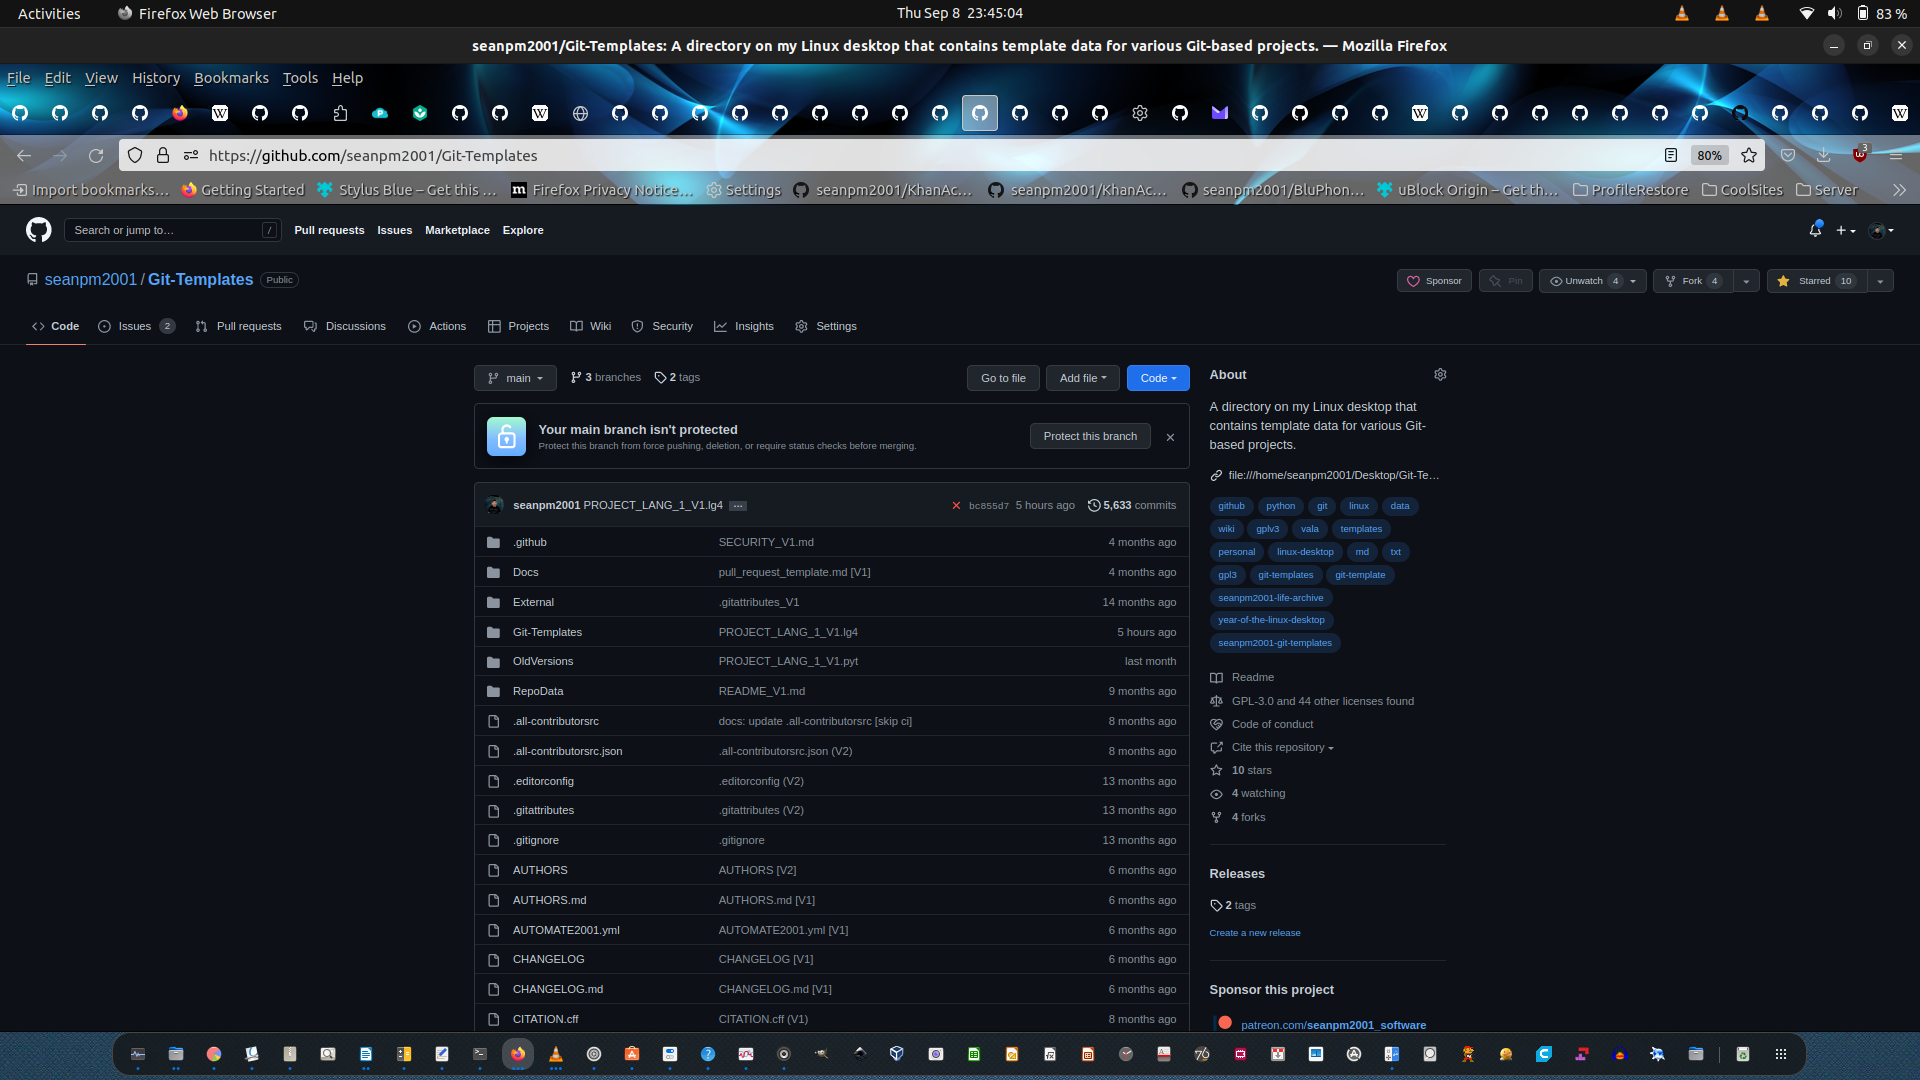 Activities Firefox Web Browser Thu Sep 8 23:45:04 83 %
seanpm2001/Git-Templates: A directory on my Linux desktop that contains template data for various Git-based projects. — Mozilla Firefox
File Edit View History Bookmarks Tools Help
https://github.com/seanpm2001/Git-Templates 80% 3
Import bookmarks… Getting Started Stylus Blue – Get this … Firefox Privacy Notice… Settings seanpm2001/KhanAc… seanpm2001/KhanAc… seanpm2001/BluPhon… uBlock Origin – Get th… ProfileRestore CoolSites Server
Search or jump to… / Pull requests Issues Marketplace Explore
seanpm2001 / Git-Templates Public Sponsor Pin Unwatch 4 Fork 4 Starred 10
Code Issues 2 Pull requests Discussions Actions Projects Wiki Security Insights Settings
main 3 branches 2 tags Go to file Add file Code
Your main branch isn't protected
Protect this branch from force pushing, deletion, or require status checks before merging.
Protect this branch
seanpm2001 PROJECT_LANG_1_V1.lg4 … bc855d7 5 hours ago 5,633 commits
.github SECURITY_V1.md 4 months ago
Docs pull_request_template.md [V1] 4 months ago
External .gitattributes_V1 14 months ago
Git-Templates PROJECT_LANG_1_V1.lg4 5 hours ago
OldVersions PROJECT_LANG_1_V1.pyt last month
RepoData README_V1.md 9 months ago
.all-contributorsrc docs: update .all-contributorsrc [skip ci] 8 months ago
.all-contributorsrc.json .all-contributorsrc.json (V2) 8 months ago
.editorconfig .editorconfig (V2) 13 months ago
.gitattributes .gitattributes (V2) 13 months ago
.gitignore .gitignore 13 months ago
AUTHORS AUTHORS [V2] 6 months ago
AUTHORS.md AUTHORS.md [V1] 6 months ago
AUTOMATE2001.yml AUTOMATE2001.yml [V1] 6 months ago
CHANGELOG CHANGELOG [V1] 6 months ago
CHANGELOG.md CHANGELOG.md [V1] 6 months ago
CITATION.cff CITATION.cff (V1) 8 months ago
About
A directory on my Linux desktop that
contains template data for various Git-
based projects.
file:///home/seanpm2001/Desktop/Git-Te…
github python git linux data
wiki gplv3 vala templates
personal linux-desktop md txt
gpl3 git-templates git-template
seanpm2001-life-archive
year-of-the-linux-desktop
seanpm2001-git-templates
Readme
GPL-3.0 and 44 other licenses found
Code of conduct
Cite this repository
10 stars
4 watching
4 forks
Releases
2 tags
Create a new release
Sponsor this project
patreon.com/seanpm2001_software